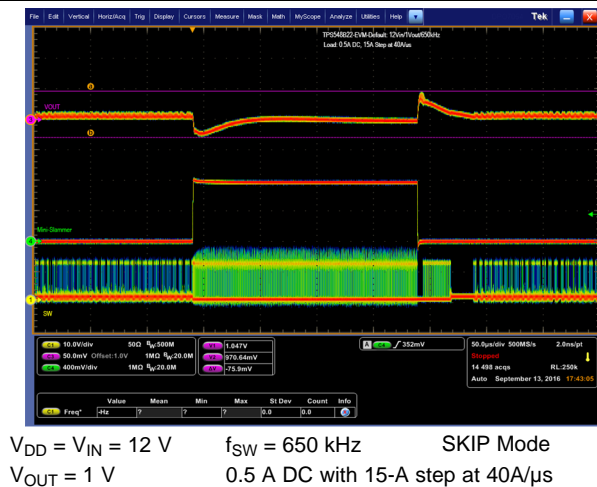 File Edit Vertical Horiz/Acq Trig Display Cursors Measure Mask Math MyScope Analyze Utilities Help Tek X
TPS548B22-EVM-Default: 12Vin/1Vout/650kHz
Load: 0.5A DC, 15A Step at 40A/us
a
VOUT
b
Mini-Slammer
4
1
SW
C1 10.0V/div 50Ω BW:500M
50.0mV Offset:1.0V 1MΩ BW:20.0M
C4 400mV/div 1MΩ BW:20.0M
V1 1.047V
V2 970.64mV
ΔV -75.9mV
A C4 352mV
50.0µs/div 500MS/s 2.0ns/pt
Stopped
14 498 acqs RL:250k
Auto September 13, 2016 17:43:05
Value Mean Min Max St Dev Count Info
C1 Freq* -Hz ? ? ? 0.0 0.0
VDD = VIN = 12 V fSW = 650 kHz SKIP Mode
VOUT = 1 V 0.5 A DC with 15-A step at 40A/µs